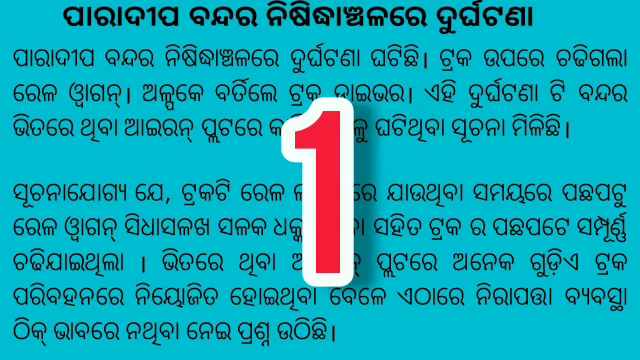 ପାରାଦୀପ ବନ୍ଦର ନିଷିଦ୍ଧାଞ୍ଚଳରେ ଦୁର୍ଘଟଣା
ପାରାଦୀପ ବନ୍ଦର ନିଷିଦ୍ଧାଞ୍ଚଳରେ ଦୁର୍ଘଟଣା ଘଟିଛି। ଟ୍ରକ ଉପରେ ଚଢିଗଲା
ରେଳ ୱାଗନ୍। ଅଳ୍ପକେ ବର୍ତିଲେ ଟ୍ରକ ଡ୍ରାଇଭର। ଏହି ଦୁର୍ଘଟଣା ଟି ବନ୍ଦର
ଭିତରେ ଥିବା ଆଇରନ୍ ପ୍ଲଟରେ ଘଟିଥିବା ସୂଚନା ମିଳିଛି।
1
ସୂଚନାଯୋଗ୍ୟ ଯେ, ଟ୍ରକଟି ରେଳ ଯାଉଥିବା ସମୟରେ ପଛପଟୁ
ରେଳ ୱାଗନ୍ ସିଧାସଳଖ ସଳକ ସହିତ ଟ୍ରକ ର ପଛପଟେ ସମ୍ପୂର୍ଣ୍ଣ
ଚଢିଯାଇଥିଲା । ଭିତରେ ଥିବା ପ୍ଲଟରେ ଅନେକ ଗୁଡ଼ିଏ ଟ୍ରକ
ପରିବହନରେ ନିୟୋଜିତ ହୋଇଥିବା ବେଳେ ଏଠାରେ ନିରାପତ୍ତା ବ୍ୟବସ୍ଥା
ଠିକ୍ ଭାବରେ ନଥିବା ନେଇ ପ୍ରଶ୍ନ ଉଠିଛି।